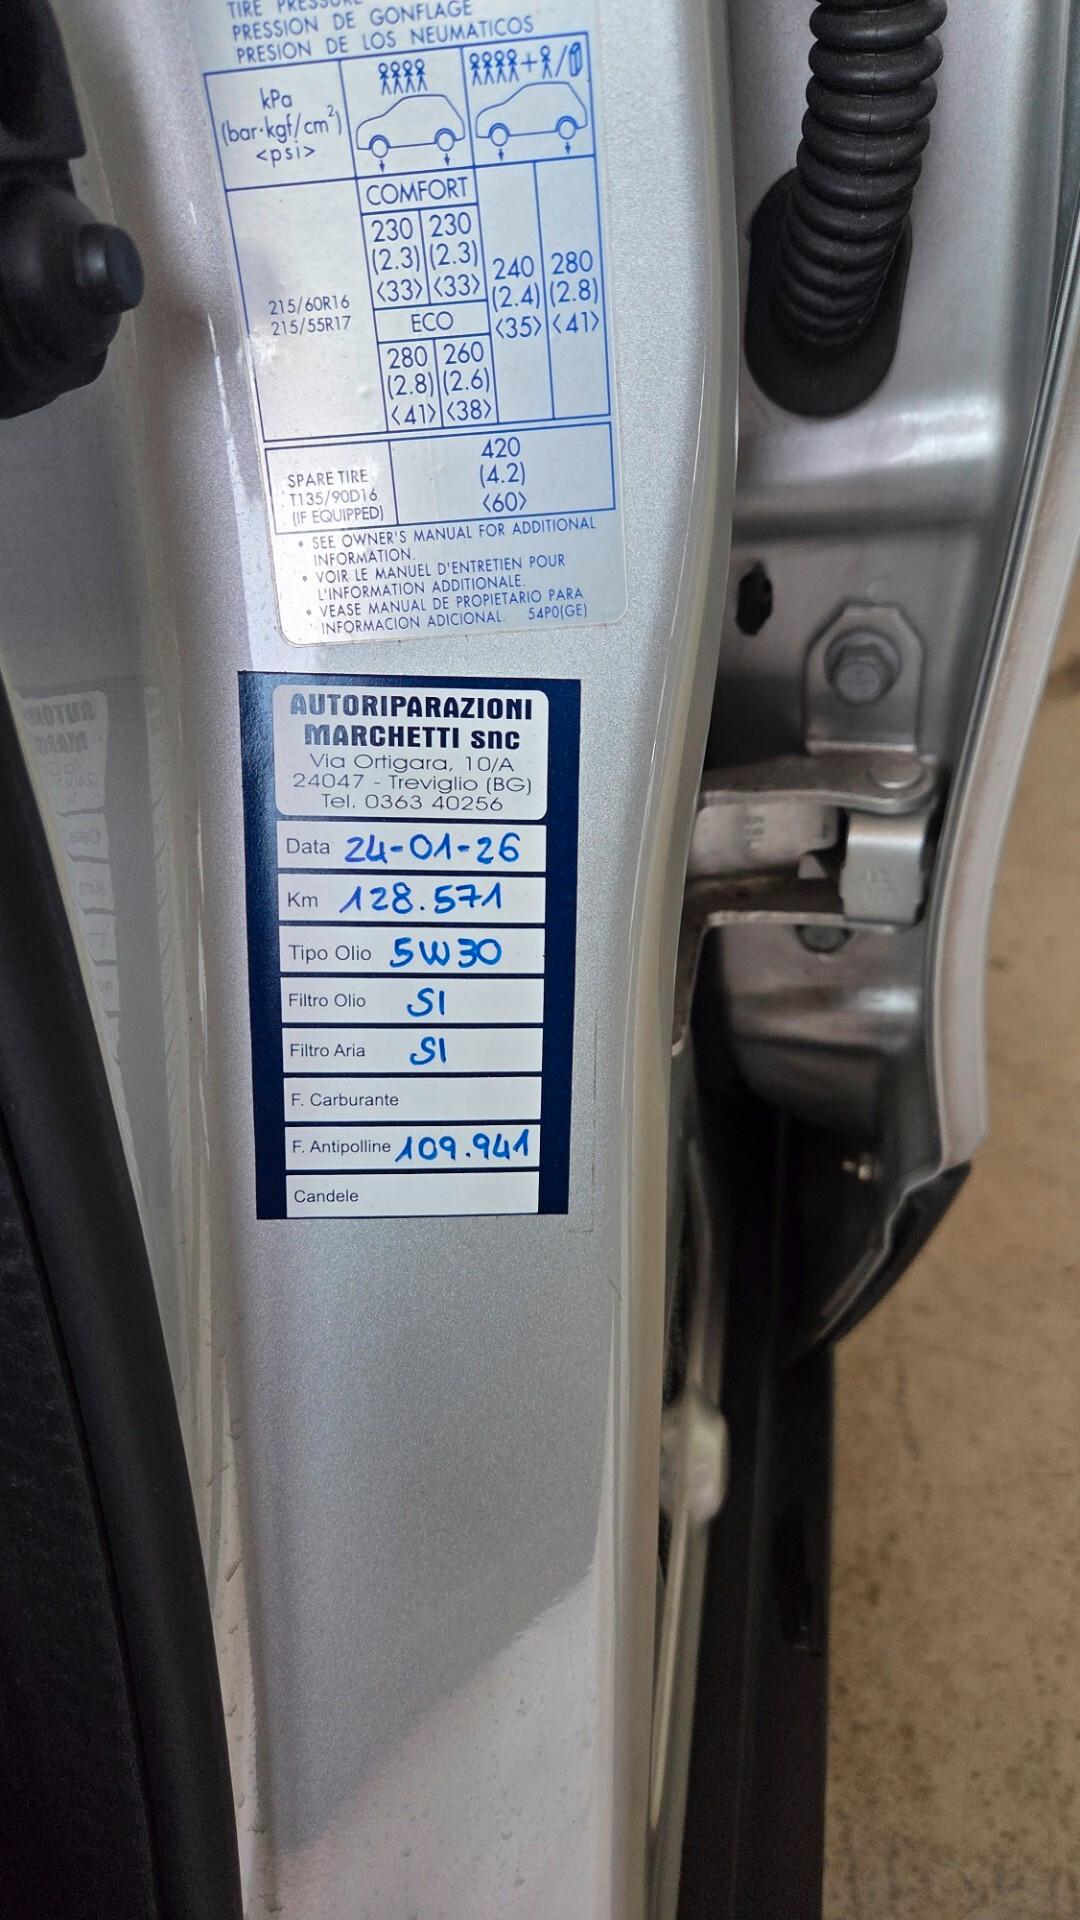 TIRE PRESSURE
PRESSION DE GONFLAGE
PRESION DE LOS NEUMATICOS
kPa
(bar·kgf/cm²)
<psi>
+ /
COMFORT
230 230
(2.3) (2.3)
<33> <33>
240 280
(2.4) (2.8)
<35> <41>
215/60R16
215/55R17
ECO
280 260
(2.8) (2.6)
<41> <38>
SPARE TIRE
T135/90D16
(IF EQUIPPED)
420
(4.2)
<60>
• SEE OWNER'S MANUAL FOR ADDITIONAL
INFORMATION.
• VOIR LE MANUEL D'ENTRETIEN POUR
L'INFORMATION ADDITIONALE.
• VEASE MANUAL DE PROPIETARIO PARA
INFORMACION ADICIONAL. 54P0(GE)
AUTORIPARAZIONI
MARCHETTI snc
Via Ortigara, 10/A
24047 - Treviglio (BG)
Tel. 0363 40256
Data 24-01-26
Km 128.571
Tipo Olio 5W30
Filtro Olio SI
Filtro Aria SI
F. Carburante
F. Antipolline 109.941
Candele